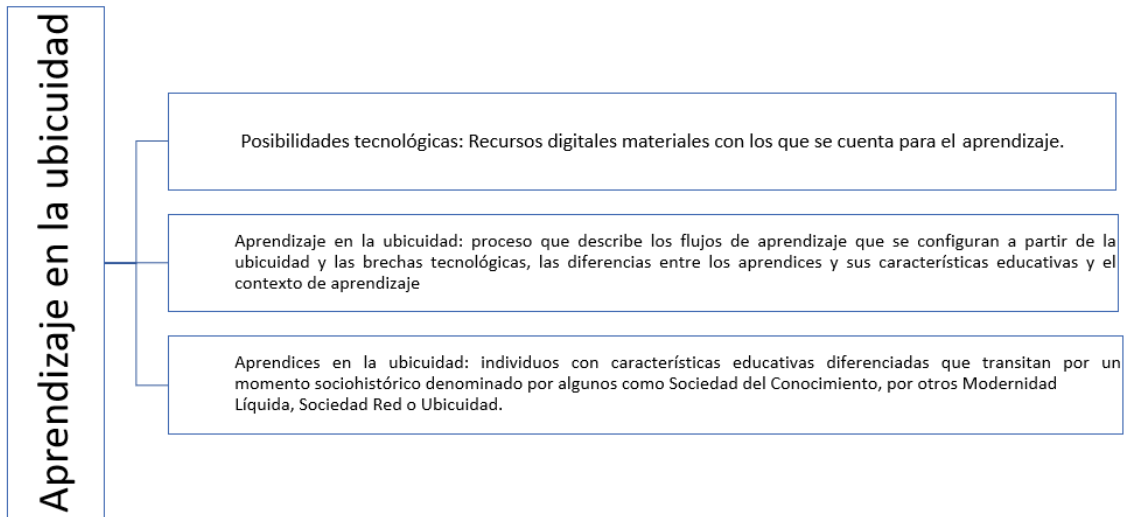 Aprendizaje en la ubicuidad
Posibilidades tecnológicas: Recursos digitales materiales con los que se cuenta para el aprendizaje.
Aprendizaje en la ubicuidad: proceso que describe los flujos de aprendizaje que se configuran a partir de la
ubicuidad y las brechas tecnológicas, las diferencias entre los aprendices y sus características educativas y el
contexto de aprendizaje
Aprendices en la ubicuidad: individuos con características educativas diferenciadas que transitan por un
momento sociohistórico denominado por algunos como Sociedad del Conocimiento, por otros Modernidad
Líquida, Sociedad Red o Ubicuidad.